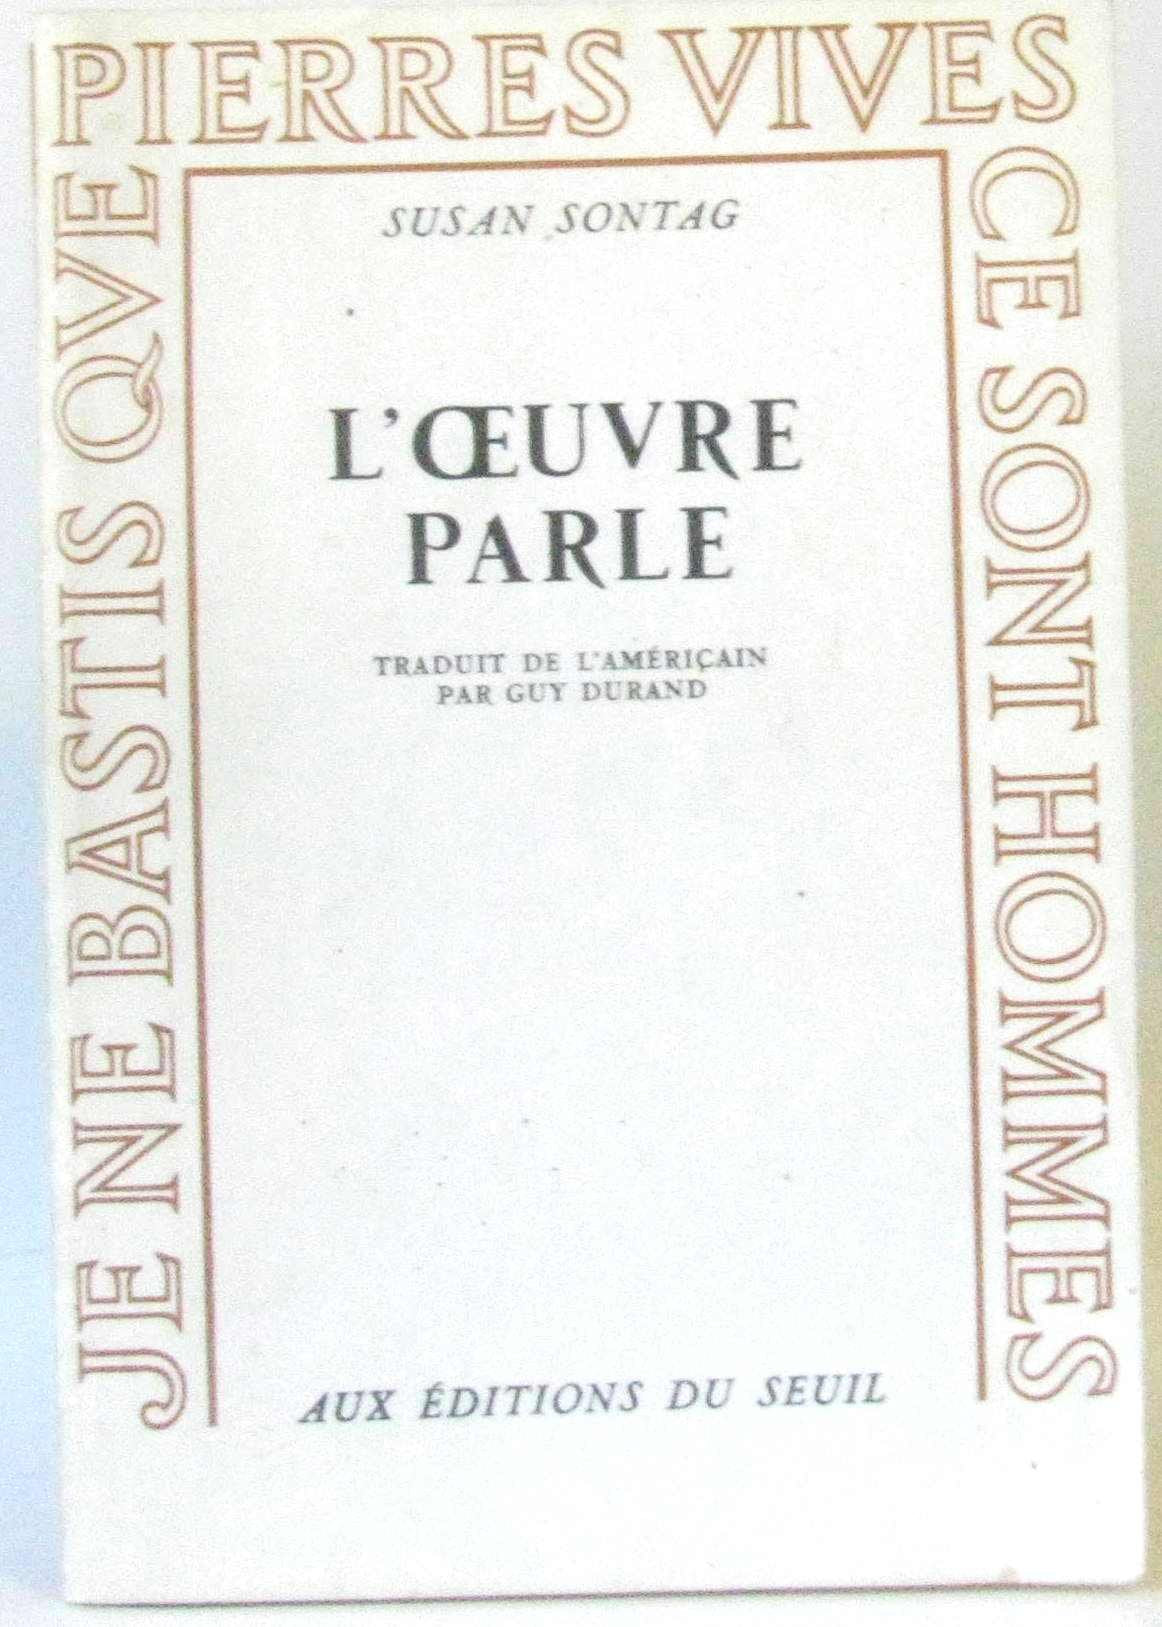 JE NE BASTIS QVE
PIERRES VIVES
CE SONT HOMMES
SUSAN SONTAG
L'ŒUVRE
PARLE
TRADUIT DE L'AMÉRIÇAIN
PAR GUY DURAND
AUX ÉDITIONS DU SEUIL